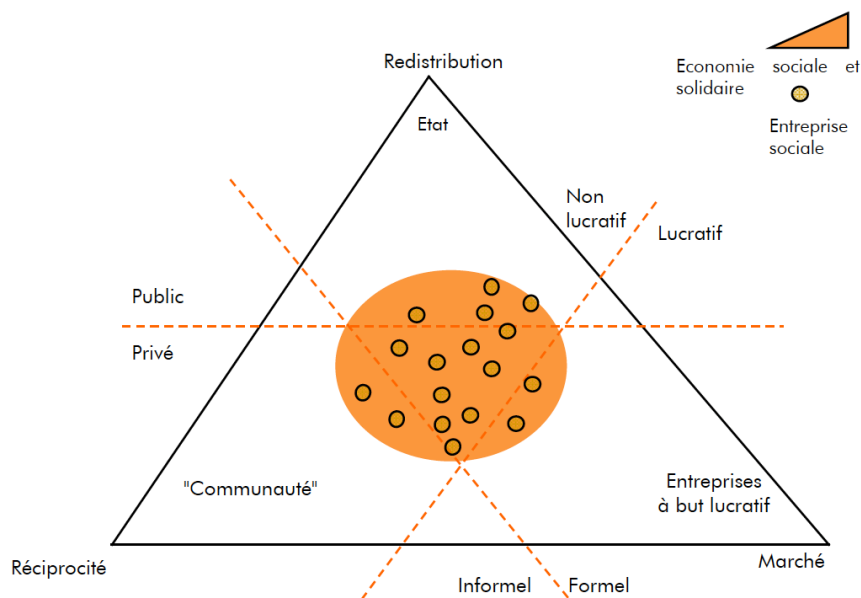 Redistribution
Etat
Economie sociale et
solidaire
Entreprise
sociale
Non
lucratif
Lucratif
Public
Privé
"Communauté"
Entreprises
à but lucratif
Réciprocité
Marché
Informel
Formel